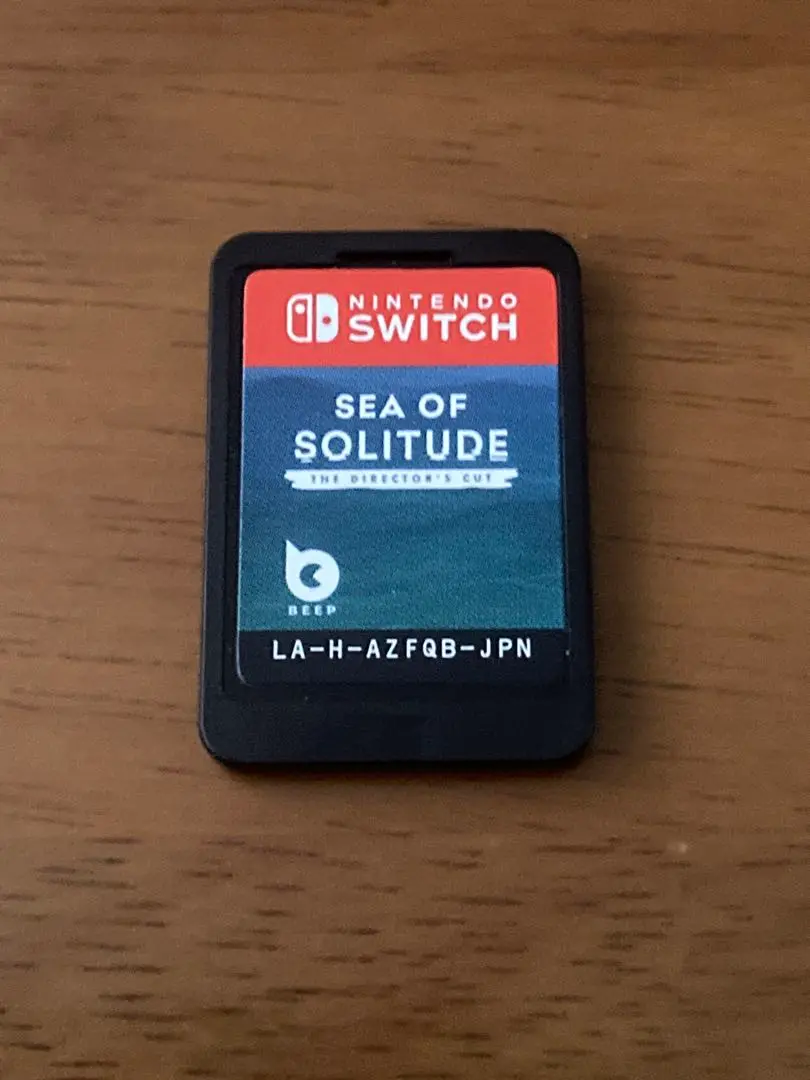 NINTENDO
SWITCH
SEA OF
SOLITUDE
THE DIRECTOR'S CUT
BEEP
LA-H-AZFQB-JPN